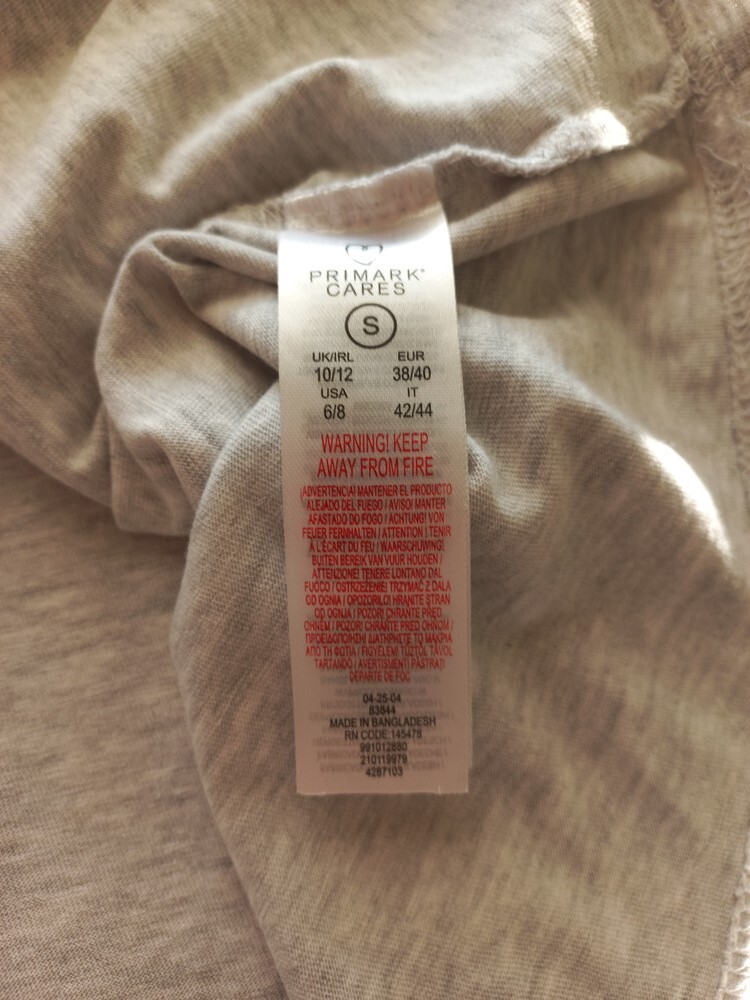 PRIMARK®
CARES
S
UK/IRL EUR
10/12 38/40
USA IT
6/8 42/44
WARNING! KEEP
AWAY FROM FIRE
¡ADVERTENCIA! MANTENER EL PRODUCTO
ALEJADO DEL FUEGO / AVISO! MANTER
AFASTADO DO FOGO / ACHTUNG! VON
FEUER FERNHALTEN / ATTENTION ! TENIR
À L'ÉCART DU FEU / WAARSCHUWING!
BUITEN BEREIK VAN VUUR HOUDEN /
ATTENZIONE! TENERE LONTANO DAL
FUOCO / OSTRZEŻENIE! TRZYMAĆ Z DALA
OD OGNIA / OPOZORILO! HRANITE STRAN
OD OGNJA / POZOR! CHRAŇTE PŘED
OHNĚM / POZOR! CHRÁŇTE PRED OHŇOM /
ΠΡΟΕΙΔΟΠΟΙΗΣΗ! ΔΙΑΤΗΡΗΣΤΕ ΤΟ ΜΑΚΡΙΑ
ΑΠΟ ΤΗ ΦΩΤΙΑ / FIGYELEM! TŰZTŐL TÁVOL
TARTANDÓ / AVERTISMENT! PĂSTRAȚI
DEPARTE DE FOC
04-25-04
83844
MADE IN BANGLADESH
RN CODE:145478
991012880
210119979
4287103